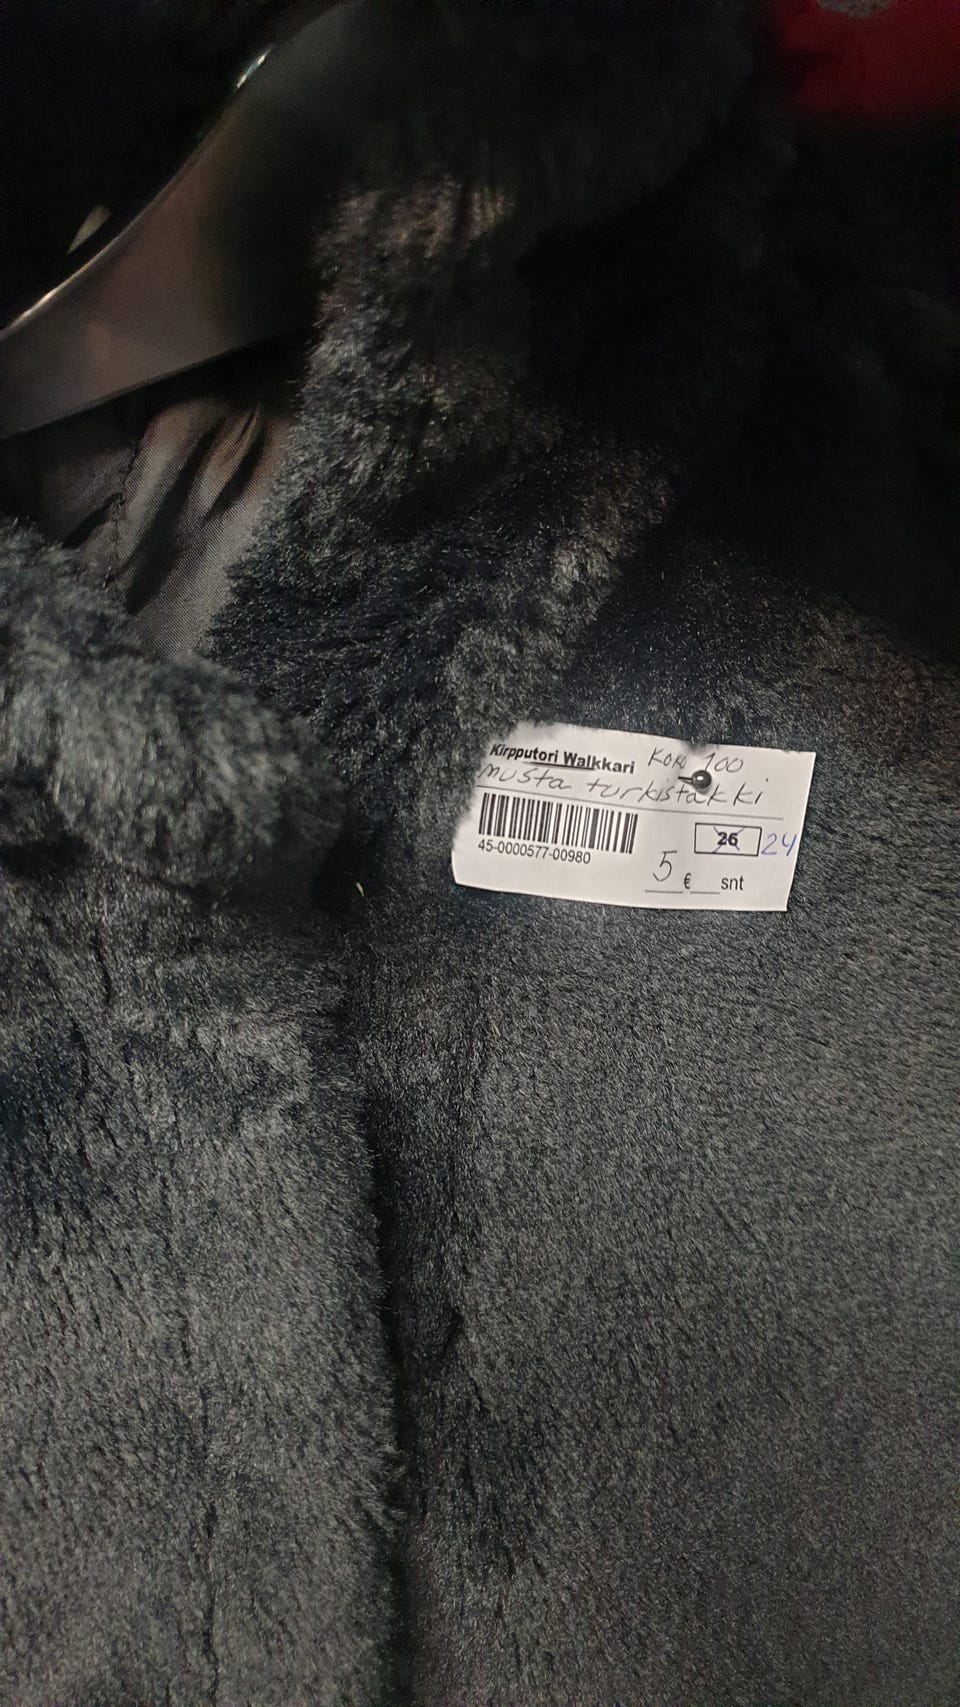 Kirpputori Walkkari Koko 100
musta turkistakki
26 24
45-0000577-00980
5 € snt